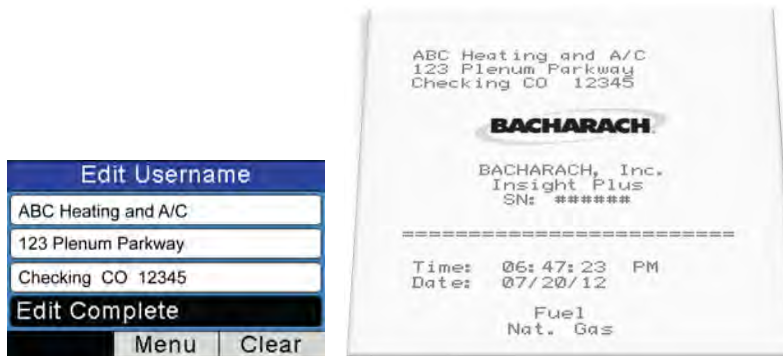 Edit Username
ABC Heating and A/C
123 Plenum Parkway
Checking CO 12345
Edit Complete
Menu Clear
ABC Heating and A/C
123 Plenum Parkway
Checking CO 12345
BACHARACH
BACHARACH, Inc.
Insight Plus
SN: ######
==========================
Time: 06:47:23 PM
Date: 07/20/12
Fuel
Nat. Gas